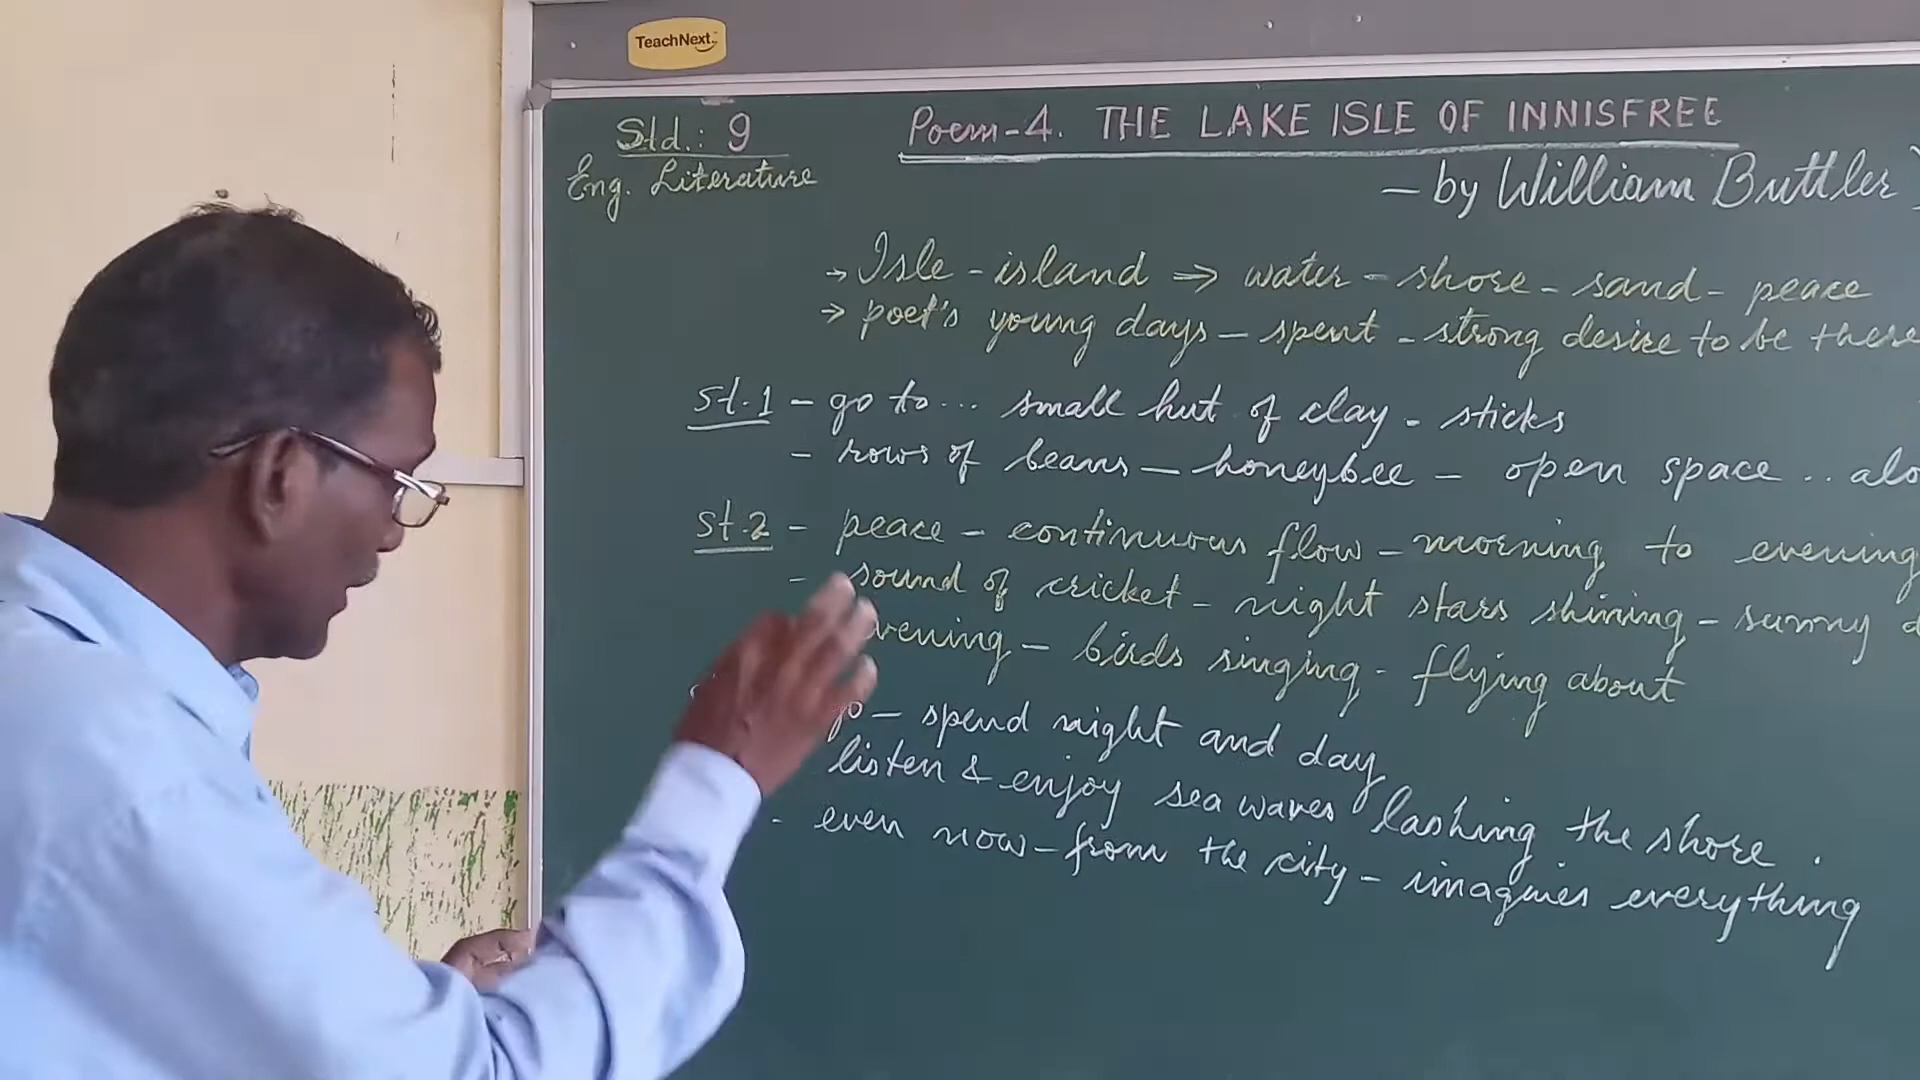 TeachNext
Std.: 9
Poem-4. THE LAKE ISLE OF INNISFREE
Eng. Literature
- by William Buttler
→ Isle - island ⇒ water - shore - sand - peace
→ poet's young days - spent - strong desire to be there
St.1 - go to... small hut of clay - sticks
- rows of beans - honeybee - open space ..
St.2 - peace - continuous flow - morning to evening
- sound of cricket - night stars shining - sunny
evening - birds singing - flying about
go - spend night and day
listen & enjoy sea waves lashing the shore.
- even now - from the city - imagines everything